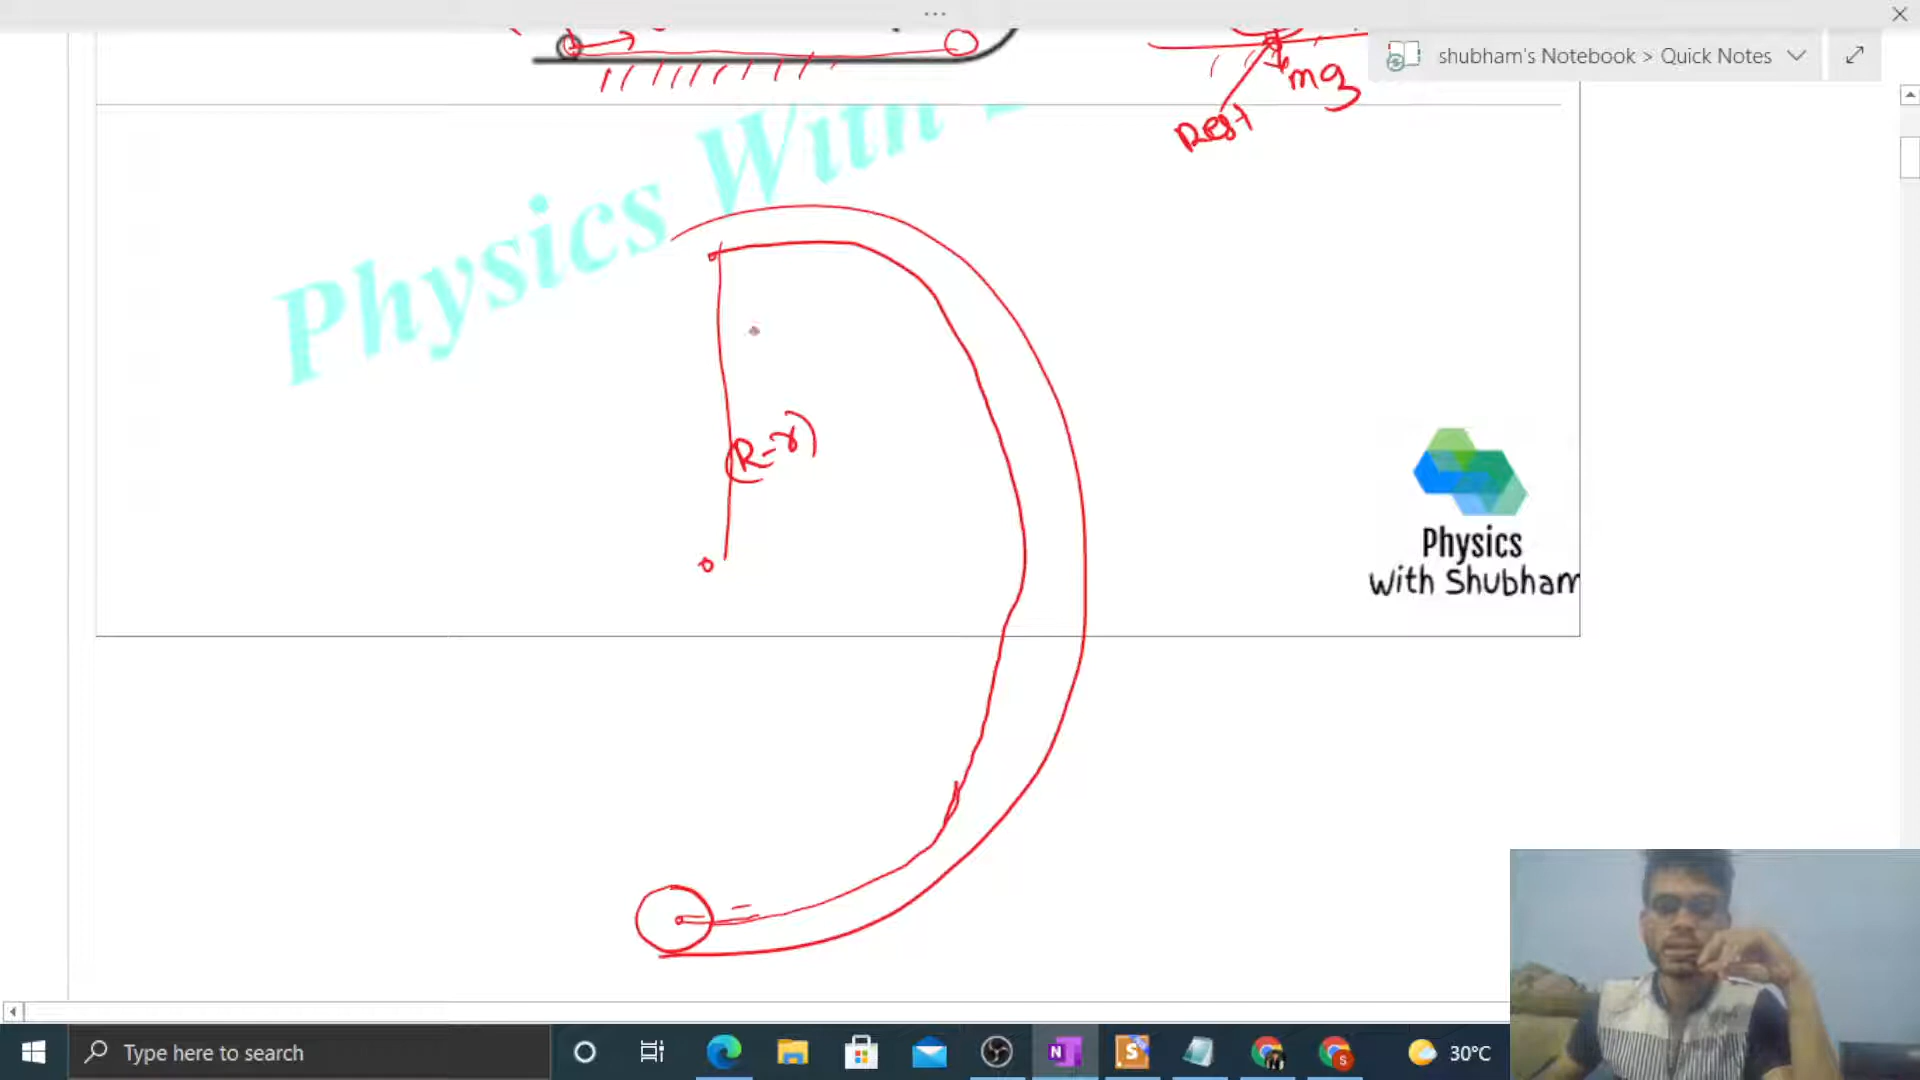 ...
shubham's Notebook > Quick Notes
mg
Rest
Physics With
(R-r)
Physics
with Shubham
Type here to search
30°C